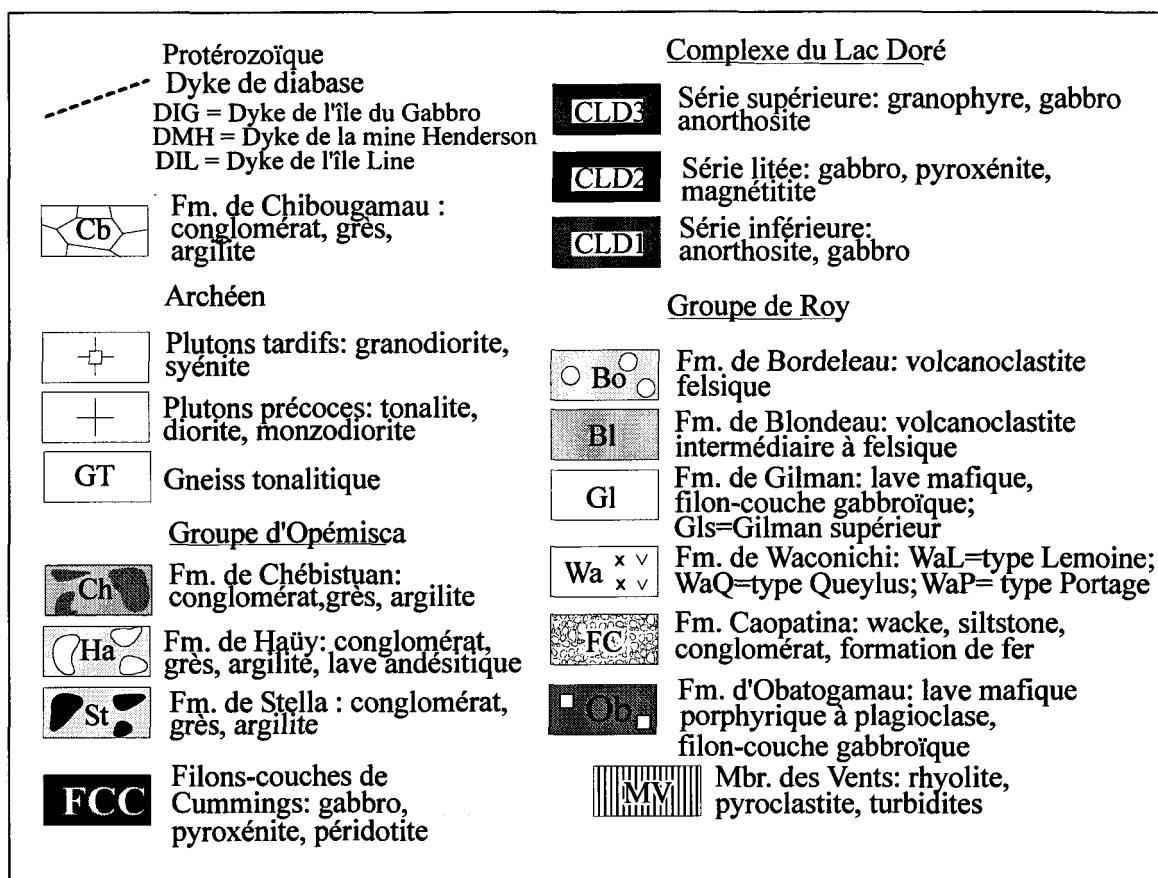 Protérozoïque
Dyke de diabase
DIG = Dyke de l'île du Gabbro
DMH = Dyke de la mine Henderson
DIL = Dyke de l'île Line
Cb
Fm. de Chibougamau :
conglomérat, grès,
argilite
Archéen
Plutons tardifs: granodiorite,
syénite
Plutons précoces: tonalite,
diorite, monzodiorite
GT
Gneiss tonalitique
Groupe d'Opémisca
Ch
Fm. de Chébistuan:
conglomérat,grès, argilite
Ha
Fm. de Haüy: conglomérat,
grès, argilite, lave andésitique
St
Fm. de Stella : conglomérat,
grès, argilite
FCC
Filons-couches de
Cummings: gabbro,
pyroxénite, péridotite
Complexe du Lac Doré
CLD3
Série supérieure: granophyre, gabbro
anorthosite
CLD2
Série litée: gabbro, pyroxénite,
magnétitite
CLD1
Série inférieure:
anorthosite, gabbro
Groupe de Roy
Bo
Fm. de Bordeleau: volcanoclastite
felsique
Bl
Fm. de Blondeau: volcanoclastite
intermédiaire à felsique
Gl
Fm. de Gilman: lave mafique,
filon-couche gabbroïque;
Gls=Gilman supérieur
Wa
Fm. de Waconichi: WaL=type Lemoine;
WaQ=type Queylus; WaP= type Portage
FC
Fm. Caopatina: wacke, siltstone,
conglomérat, formation de fer
Ob
Fm. d'Obatogamau: lave mafique
porphyrique à plagioclase,
filon-couche gabbroïque
MV
Mbr. des Vents: rhyolite,
pyroclastite, turbidites